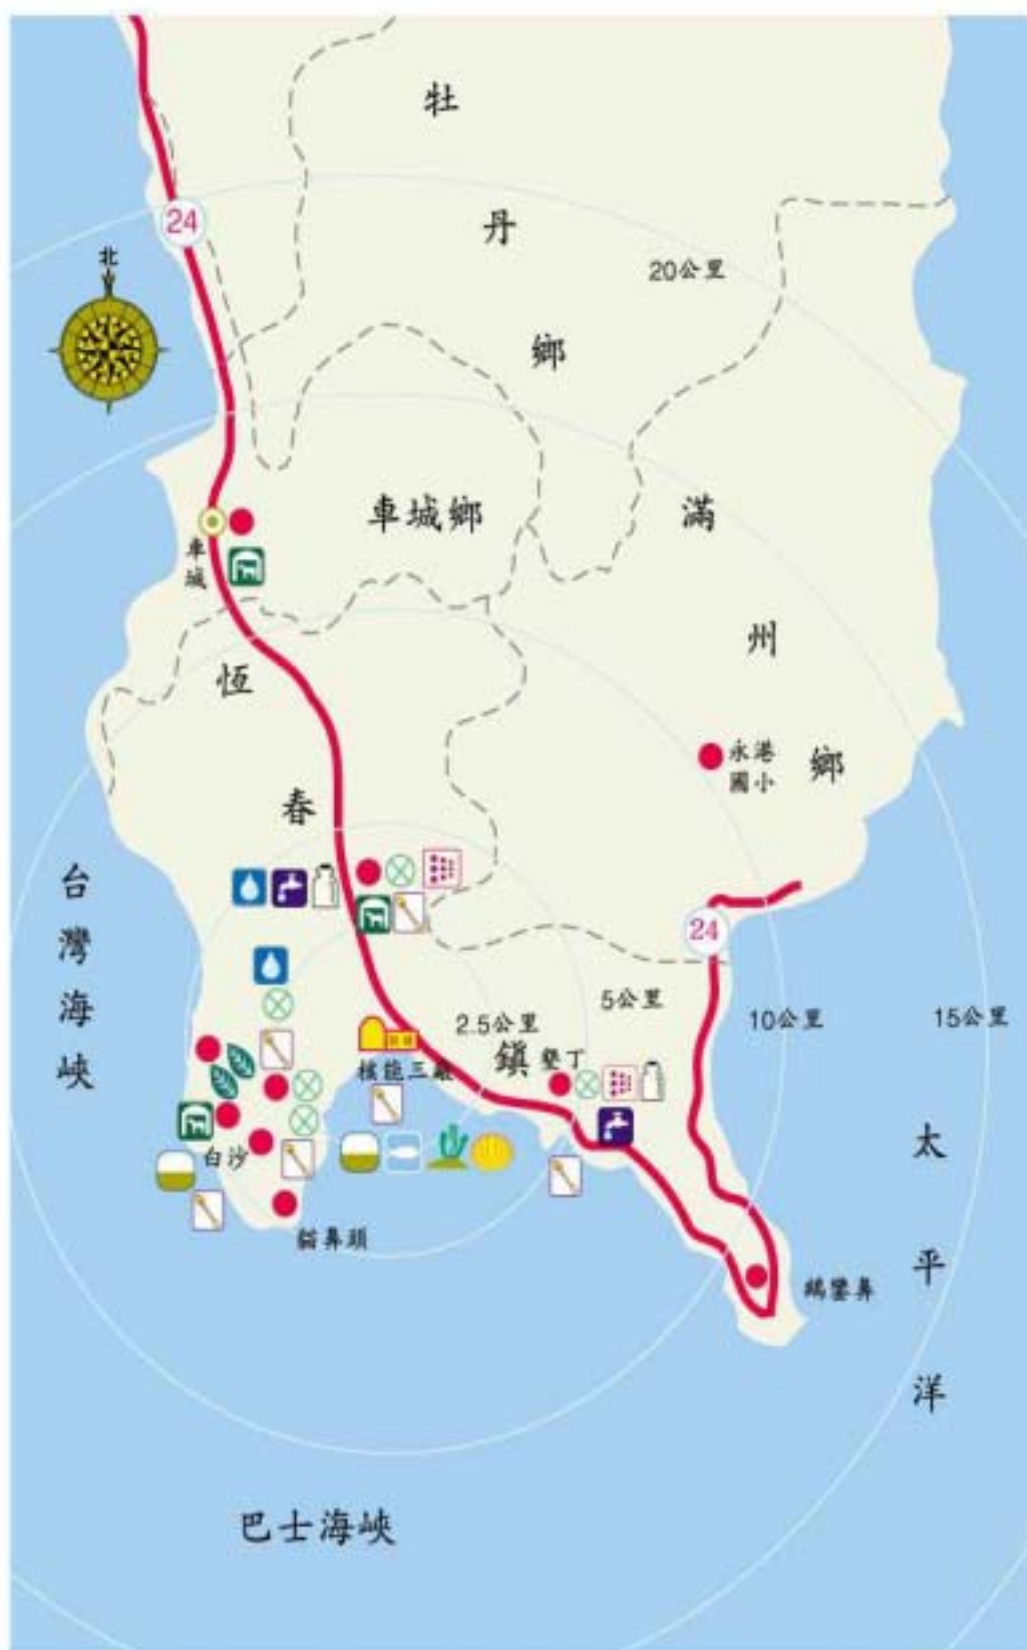 牡
丹
鄉
24
北
20公里
車城鄉
滿
州
鄉
車
城
恆
春
鎮
永港
國小
台
灣
海
峽
24
2.5公里
5公里
10公里
15公里
核能三廠
墾丁
白沙
貓鼻頭
鵝鑾鼻
太
平
洋
巴士海峽